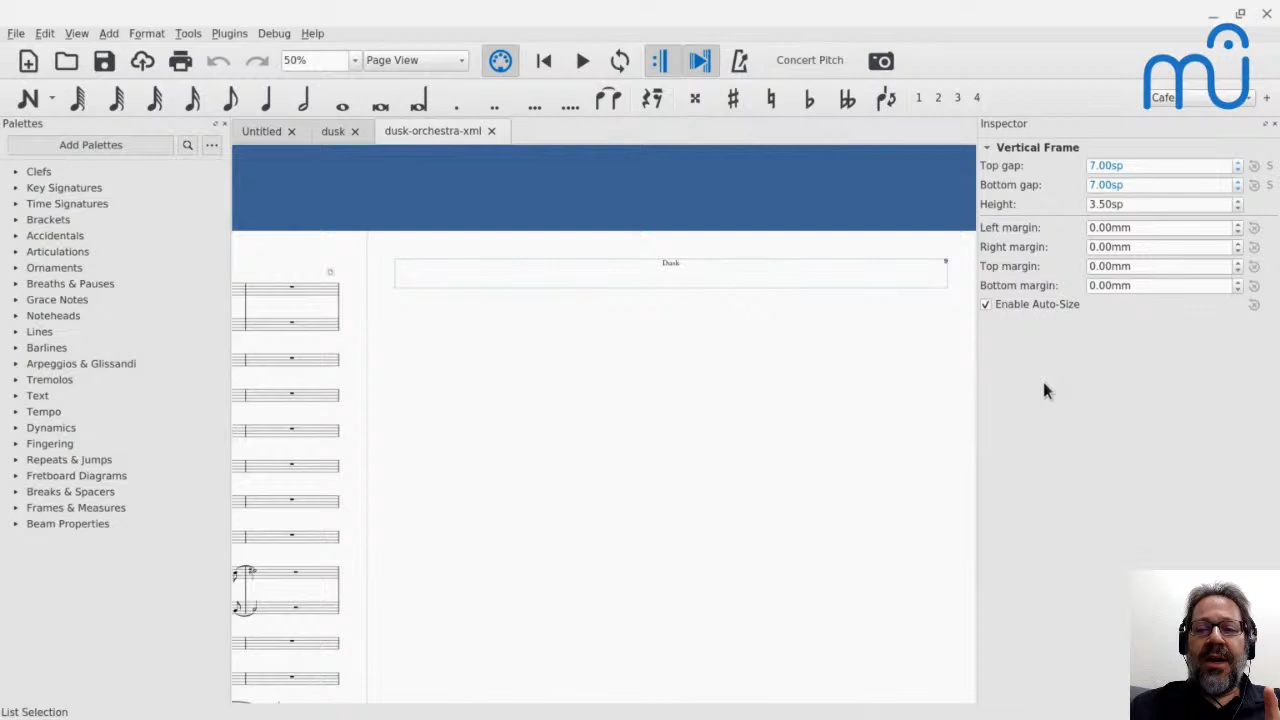 File Edit View Add Format Tools Plugins Debug Help
50% Page View Concert Pitch 1 2 3 4 Cafe +
Palettes
Add Palettes
Clefs
Key Signatures
Time Signatures
Brackets
Accidentals
Articulations
Ornaments
Breaths & Pauses
Grace Notes
Noteheads
Lines
Barlines
Arpeggios & Glissandi
Tremolos
Text
Tempo
Dynamics
Fingering
Repeats & Jumps
Fretboard Diagrams
Breaks & Spacers
Frames & Measures
Beam Properties
Untitled dusk dusk-orchestra-xml
Dusk
Inspector
Vertical Frame
Top gap: 7.00sp S
Bottom gap: 7.00sp S
Height: 3.50sp
Left margin: 0.00mm
Right margin: 0.00mm
Top margin: 0.00mm
Bottom margin: 0.00mm
Enable Auto-Size
List Selection